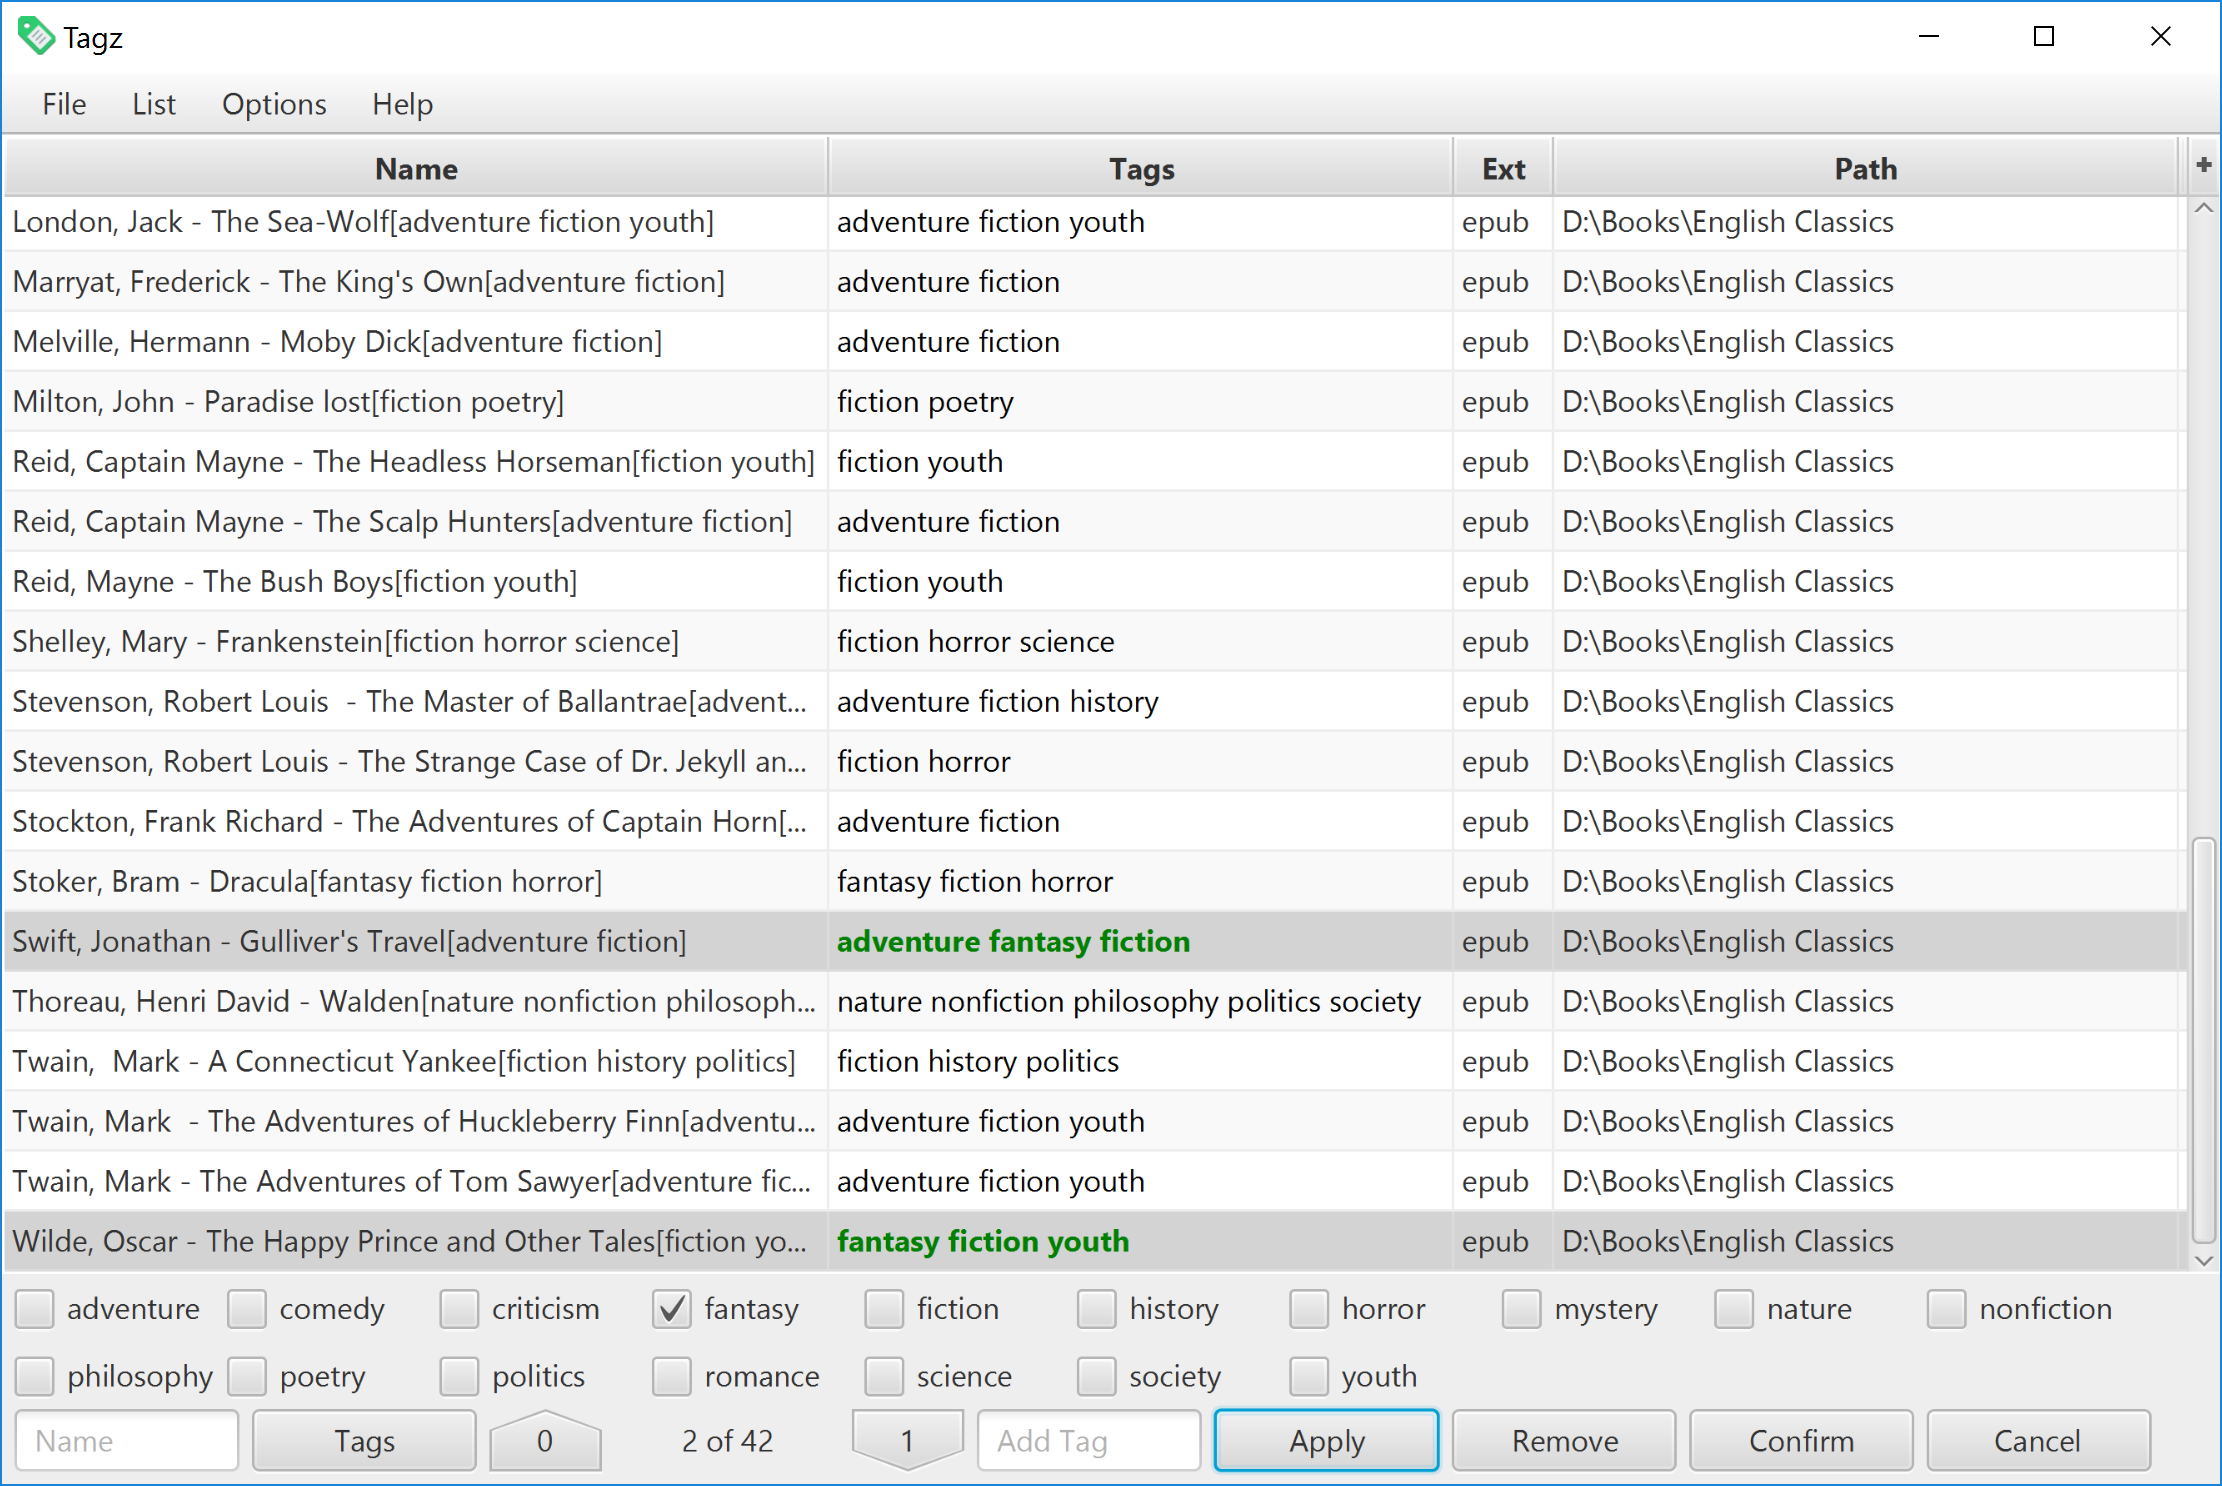 Tagz
File List Options Help
Name Tags Ext Path +
London, Jack - The Sea-Wolf[adventure fiction youth] adventure fiction youth epub D:\Books\English Classics
Marryat, Frederick - The King's Own[adventure fiction] adventure fiction epub D:\Books\English Classics
Melville, Hermann - Moby Dick[adventure fiction] adventure fiction epub D:\Books\English Classics
Milton, John - Paradise lost[fiction poetry] fiction poetry epub D:\Books\English Classics
Reid, Captain Mayne - The Headless Horseman[fiction youth] fiction youth epub D:\Books\English Classics
Reid, Captain Mayne - The Scalp Hunters[adventure fiction] adventure fiction epub D:\Books\English Classics
Reid, Mayne - The Bush Boys[fiction youth] fiction youth epub D:\Books\English Classics
Shelley, Mary - Frankenstein[fiction horror science] fiction horror science epub D:\Books\English Classics
Stevenson, Robert Louis  - The Master of Ballantrae[advent... adventure fiction history epub D:\Books\English Classics
Stevenson, Robert Louis - The Strange Case of Dr. Jekyll an... fiction horror epub D:\Books\English Classics
Stockton, Frank Richard - The Adventures of Captain Horn[... adventure fiction epub D:\Books\English Classics
Stoker, Bram - Dracula[fantasy fiction horror] fantasy fiction horror epub D:\Books\English Classics
Swift, Jonathan - Gulliver's Travel[adventure fiction] adventure fantasy fiction epub D:\Books\English Classics
Thoreau, Henri David - Walden[nature nonfiction philosoph... nature nonfiction philosophy politics society epub D:\Books\English Classics
Twain,  Mark - A Connecticut Yankee[fiction history politics] fiction history politics epub D:\Books\English Classics
Twain, Mark  - The Adventures of Huckleberry Finn[adventu... adventure fiction youth epub D:\Books\English Classics
Twain, Mark - The Adventures of Tom Sawyer[adventure fic... adventure fiction youth epub D:\Books\English Classics
Wilde, Oscar - The Happy Prince and Other Tales[fiction yo... fantasy fiction youth epub D:\Books\English Classics
adventure comedy criticism fantasy fiction history horror mystery nature nonfiction
philosophy poetry politics romance science society youth
Name Tags 0 2 of 42 1 Add Tag Apply Remove Confirm Cancel